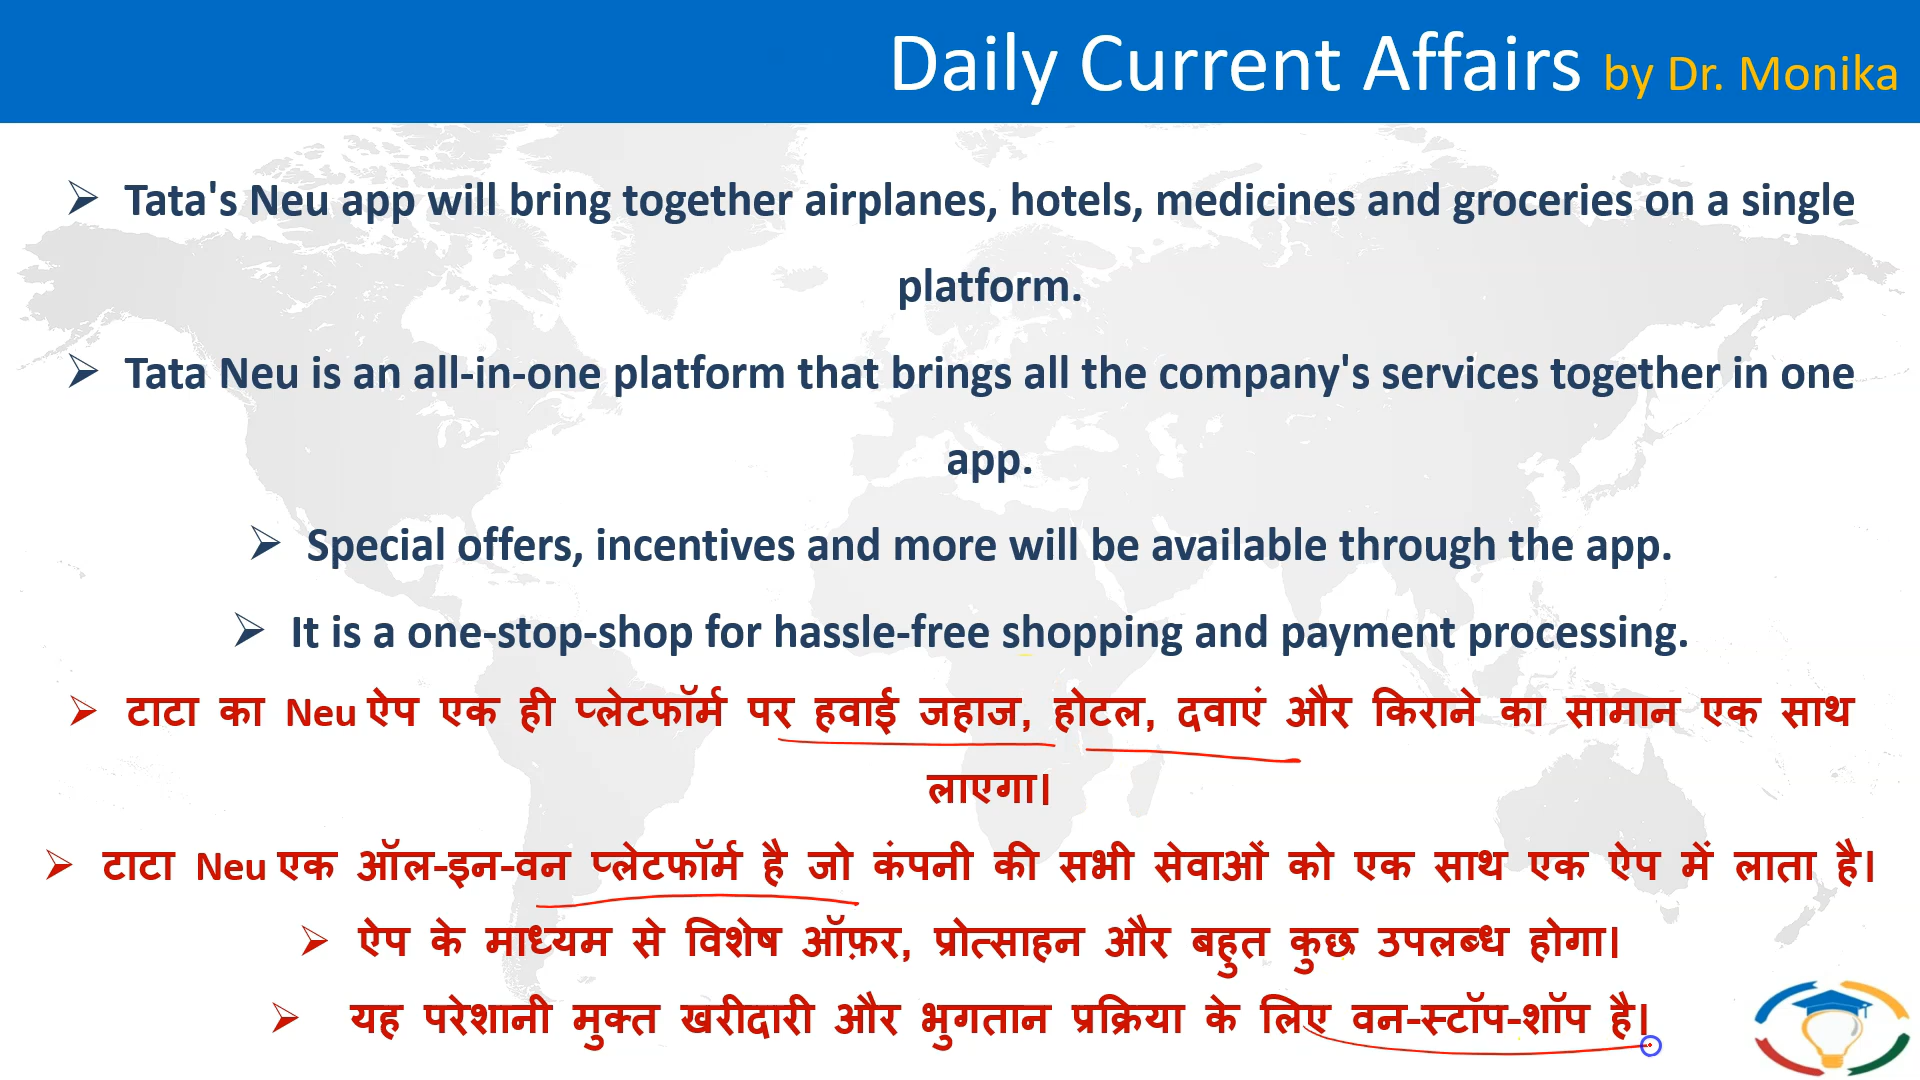 Daily Current Affairs by Dr. Monika
➢ Tata's Neu app will bring together airplanes, hotels, medicines and groceries on a single
platform.
➢ Tata Neu is an all-in-one platform that brings all the company's services together in one
app.
➢ Special offers, incentives and more will be available through the app.
➢ It is a one-stop-shop for hassle-free shopping and payment processing.
➢ टाटा का Neu ऐप एक ही प्लेटफॉर्म पर हवाई जहाज, होटल, दवाएं और किराने का सामान एक साथ
लाएगा।
➢ टाटा Neu एक ऑल-इन-वन प्लेटफॉर्म है जो कंपनी की सभी सेवाओं को एक साथ एक ऐप में लाता है।
➢ ऐप के माध्यम से विशेष ऑफ़र, प्रोत्साहन और बहुत कुछ उपलब्ध होगा।
➢ यह परेशानी मुक्त खरीदारी और भुगतान प्रक्रिया के लिए वन-स्टॉप-शॉप है।